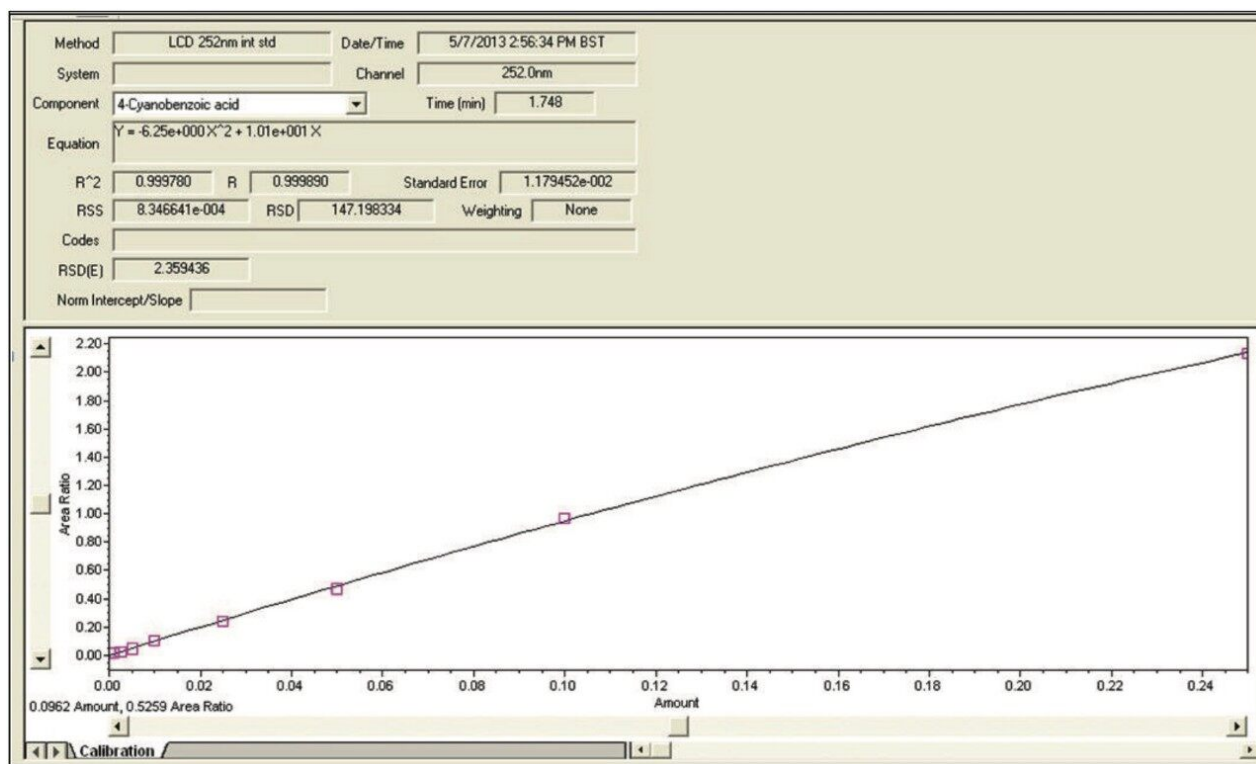 Method LCD 252nm int std Date/Time 5/7/2013 2:56:34 PM BST
System Channel 252.0nm
Component 4-Cyanobenzoic acid Time (min) 1.748
Equation Y = -6.25e+000 X^2 + 1.01e+001 X
R^2 0.999780 R 0.999890 Standard Error 1.179452e-002
RSS 8.346641e-004 RSD 147.198334 Weighting None
Codes
RSD(E) 2.359436
Norm Intercept/Slope
2.20
2.00
1.80
1.60
1.40
1.20
1.00
0.80
0.60
0.40
0.20
0.00
Area Ratio
0.00 0.02 0.04 0.06 0.08 0.10 0.12 0.14 0.16 0.18 0.20 0.22 0.24
Amount
0.0962 Amount, 0.5259 Area Ratio
Calibration